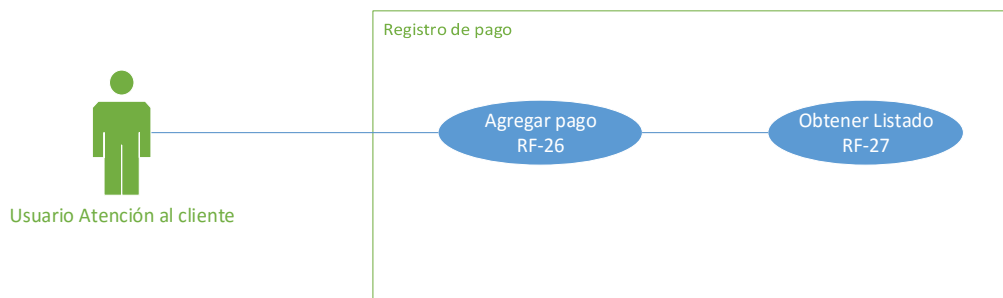 Registro de pago
Agregar pago
RF-26
Obtener Listado
RF-27
Usuario Atención al cliente